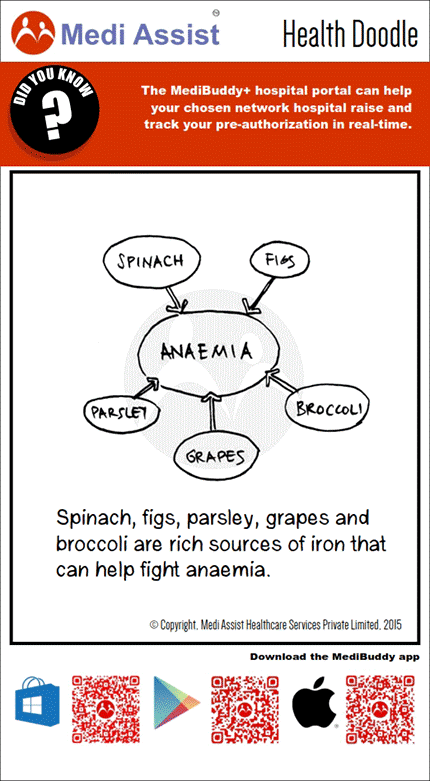 Medi Assist
Health Doodle
DID YOU KNOW
?
The MediBuddy+ hospital portal can help
your chosen network hospital raise and
track your pre-authorization in real-time.
SPINACH
FIGS
ANAEMIA
PARSLEY
BROCCOLI
GRAPES
Spinach, figs, parsley, grapes and
broccoli are rich sources of iron that
can help fight anaemia.
© Copyright. Medi Assist Healthcare Services Private Limited. 2015
Download the MediBuddy app